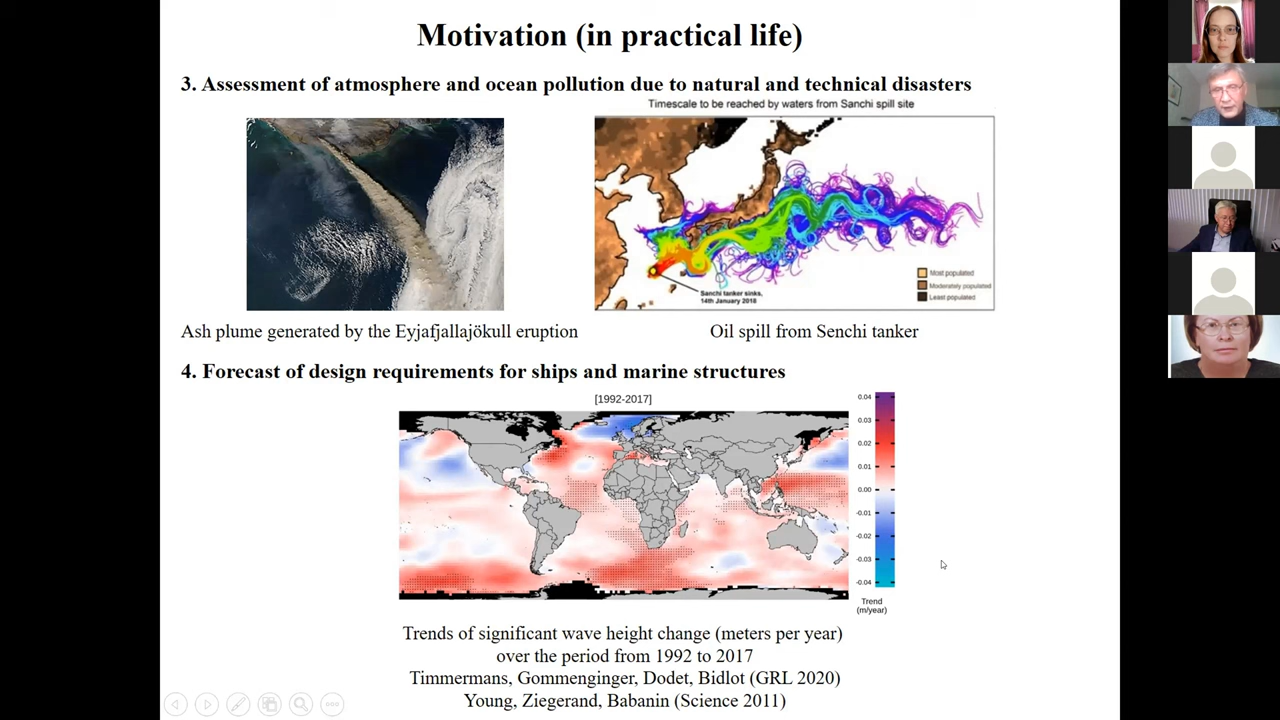 Motivation (in practical life)
3. Assessment of atmosphere and ocean pollution due to natural and technical disasters
Timescale to be reached by waters from Sanchi spill site
Sanchi tanker sinks,
14th January 2018
Most populated
Moderately populated
Least populated
Ash plume generated by the Eyjafjallajökull eruption
Oil spill from Senchi tanker
4. Forecast of design requirements for ships and marine structures
[1992-2017]
0.04
0.03
0.02
0.01
0.00
-0.01
-0.02
-0.03
-0.04
Trend
(m/year)
Trends of significant wave height change (meters per year)
over the period from 1992 to 2017
Timmermans, Gommenginger, Dodet, Bidlot (GRL 2020)
Young, Ziegerand, Babanin (Science 2011)